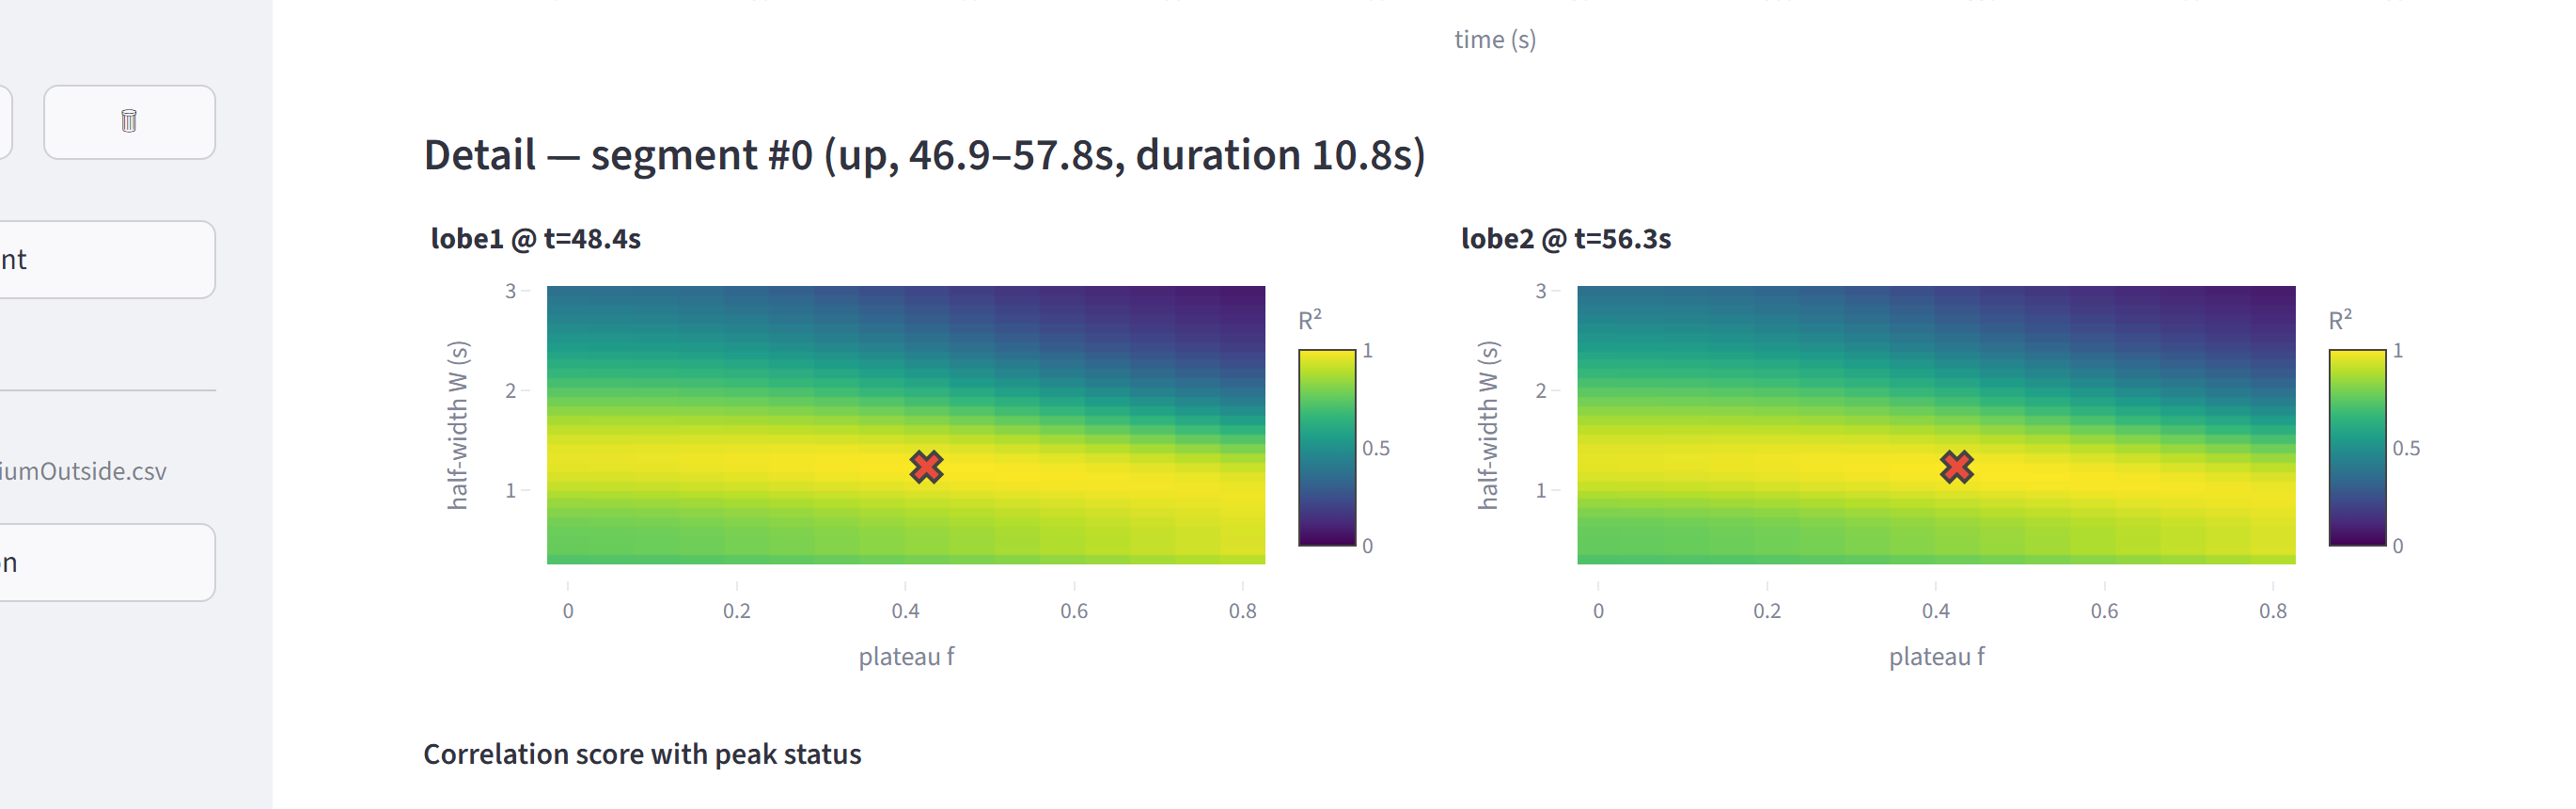 time (s)
nt
iumOutside.csv
n
Detail — segment #0 (up, 46.9–57.8s, duration 10.8s)
lobe1 @ t=48.4s
half-width W (s)
3
2
1
0
0.2
0.4
0.6
0.8
plateau f
R²
1
0.5
0
lobe2 @ t=56.3s
half-width W (s)
3
2
1
0
0.2
0.4
0.6
0.8
plateau f
R²
1
0.5
0
Correlation score with peak status